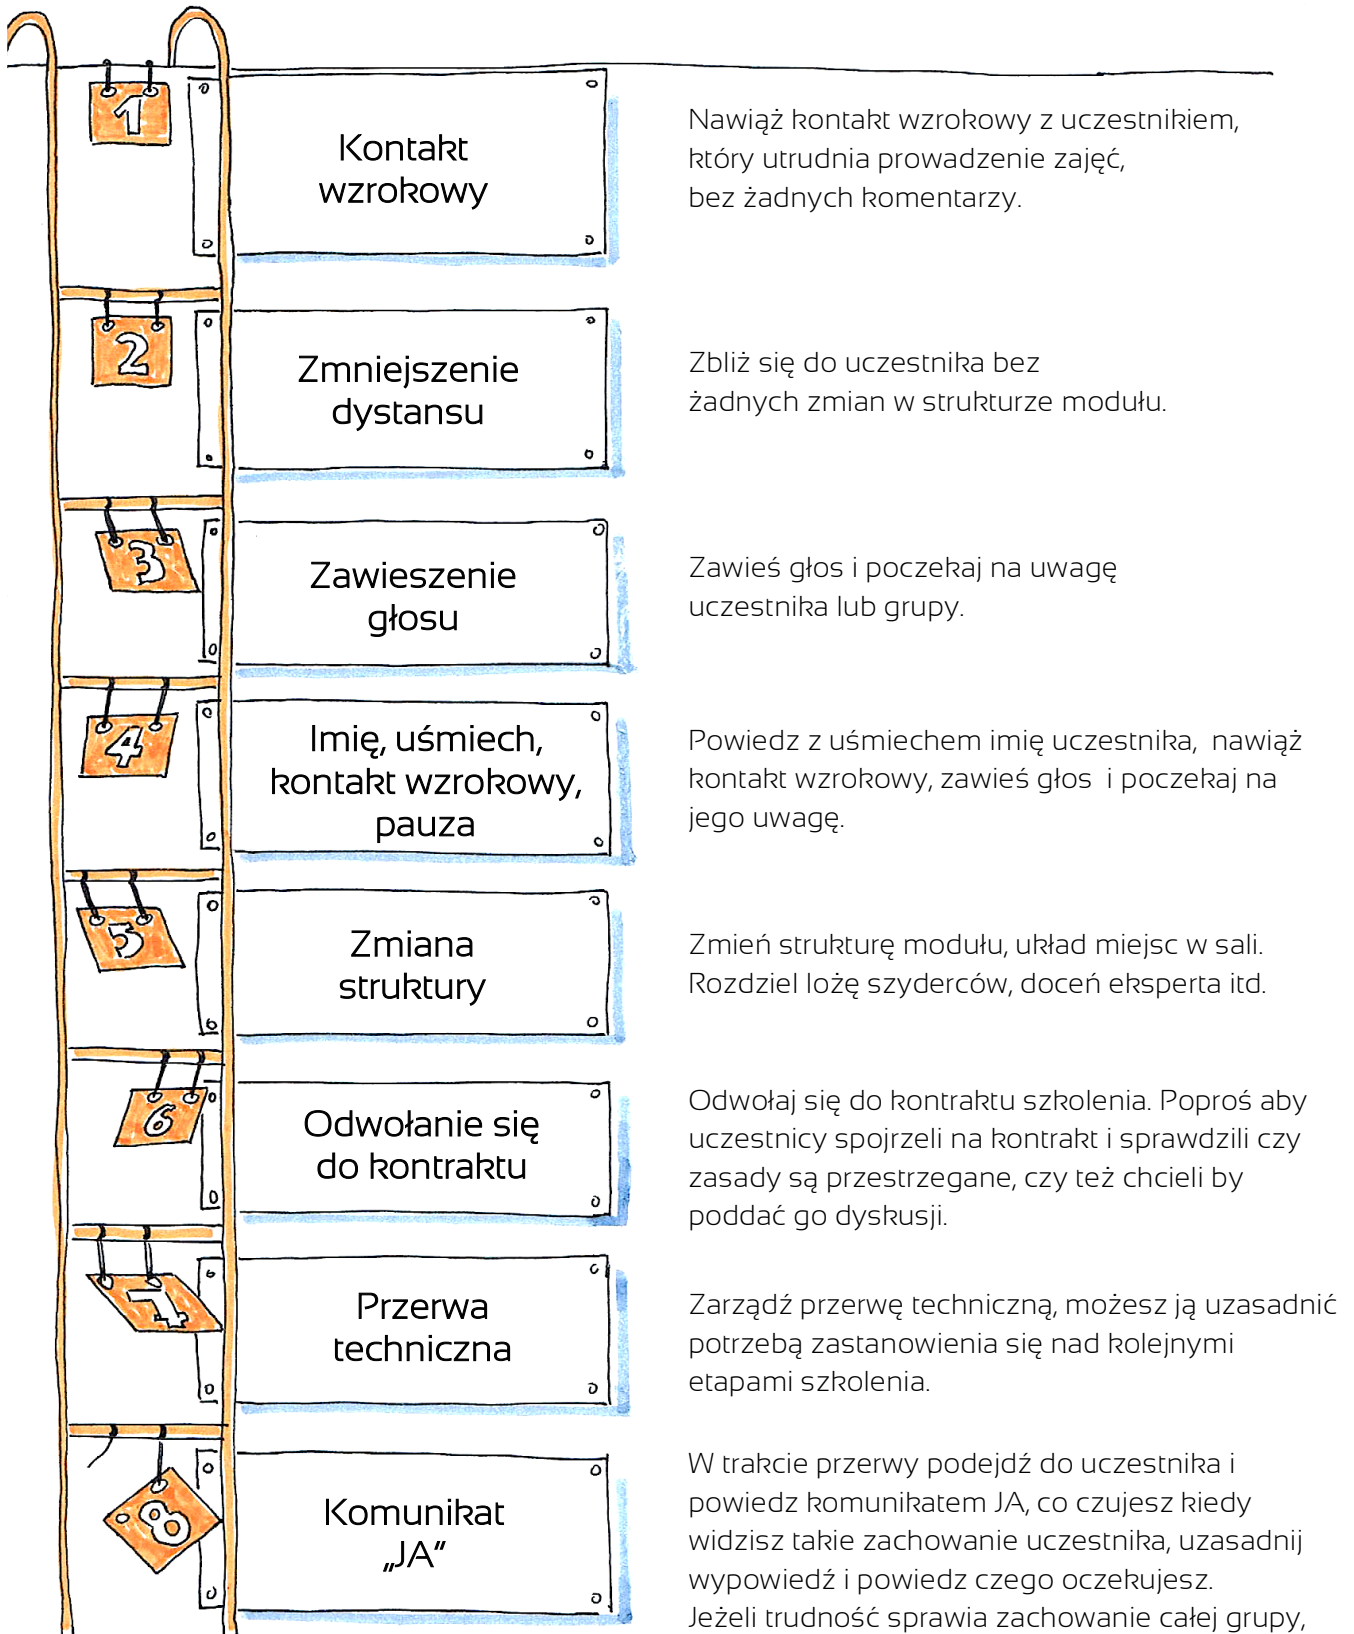 1
Kontakt
wzrokowy
Nawiąż kontakt wzrokowy z uczestnikiem,
który utrudnia prowadzenie zajęć,
bez żadnych komentarzy.
2
Zmniejszenie
dystansu
Zbliż się do uczestnika bez
żadnych zmian w strukturze modułu.
3
Zawieszenie
głosu
Zawieś głos i poczekaj na uwagę
uczestnika lub grupy.
4
Imię, uśmiech,
kontakt wzrokowy,
pauza
Powiedz z uśmiechem imię uczestnika, nawiąż
kontakt wzrokowy, zawieś głos i poczekaj na
jego uwagę.
5
Zmiana
struktury
Zmień strukturę modułu, układ miejsc w sali.
Rozdziel lożę szyderców, doceń eksperta itd.
6
Odwołanie się
do kontraktu
Odwołaj się do kontraktu szkolenia. Poproś aby
uczestnicy spojrzeli na kontrakt i sprawdzili czy
zasady są przestrzegane, czy też chcieli by
poddać go dyskusji.
7
Przerwa
techniczna
Zarządź przerwę techniczną, możesz ją uzasadnić
potrzebą zastanowienia się nad kolejnymi
etapami szkolenia.
8
Komunikat
„JA”
W trakcie przerwy podejdź do uczestnika i
powiedz komunikatem JA, co czujesz kiedy
widzisz takie zachowanie uczestnika, uzasadnij
wypowiedź i powiedz czego oczekujesz.
Jeżeli trudność sprawia zachowanie całej grupy,